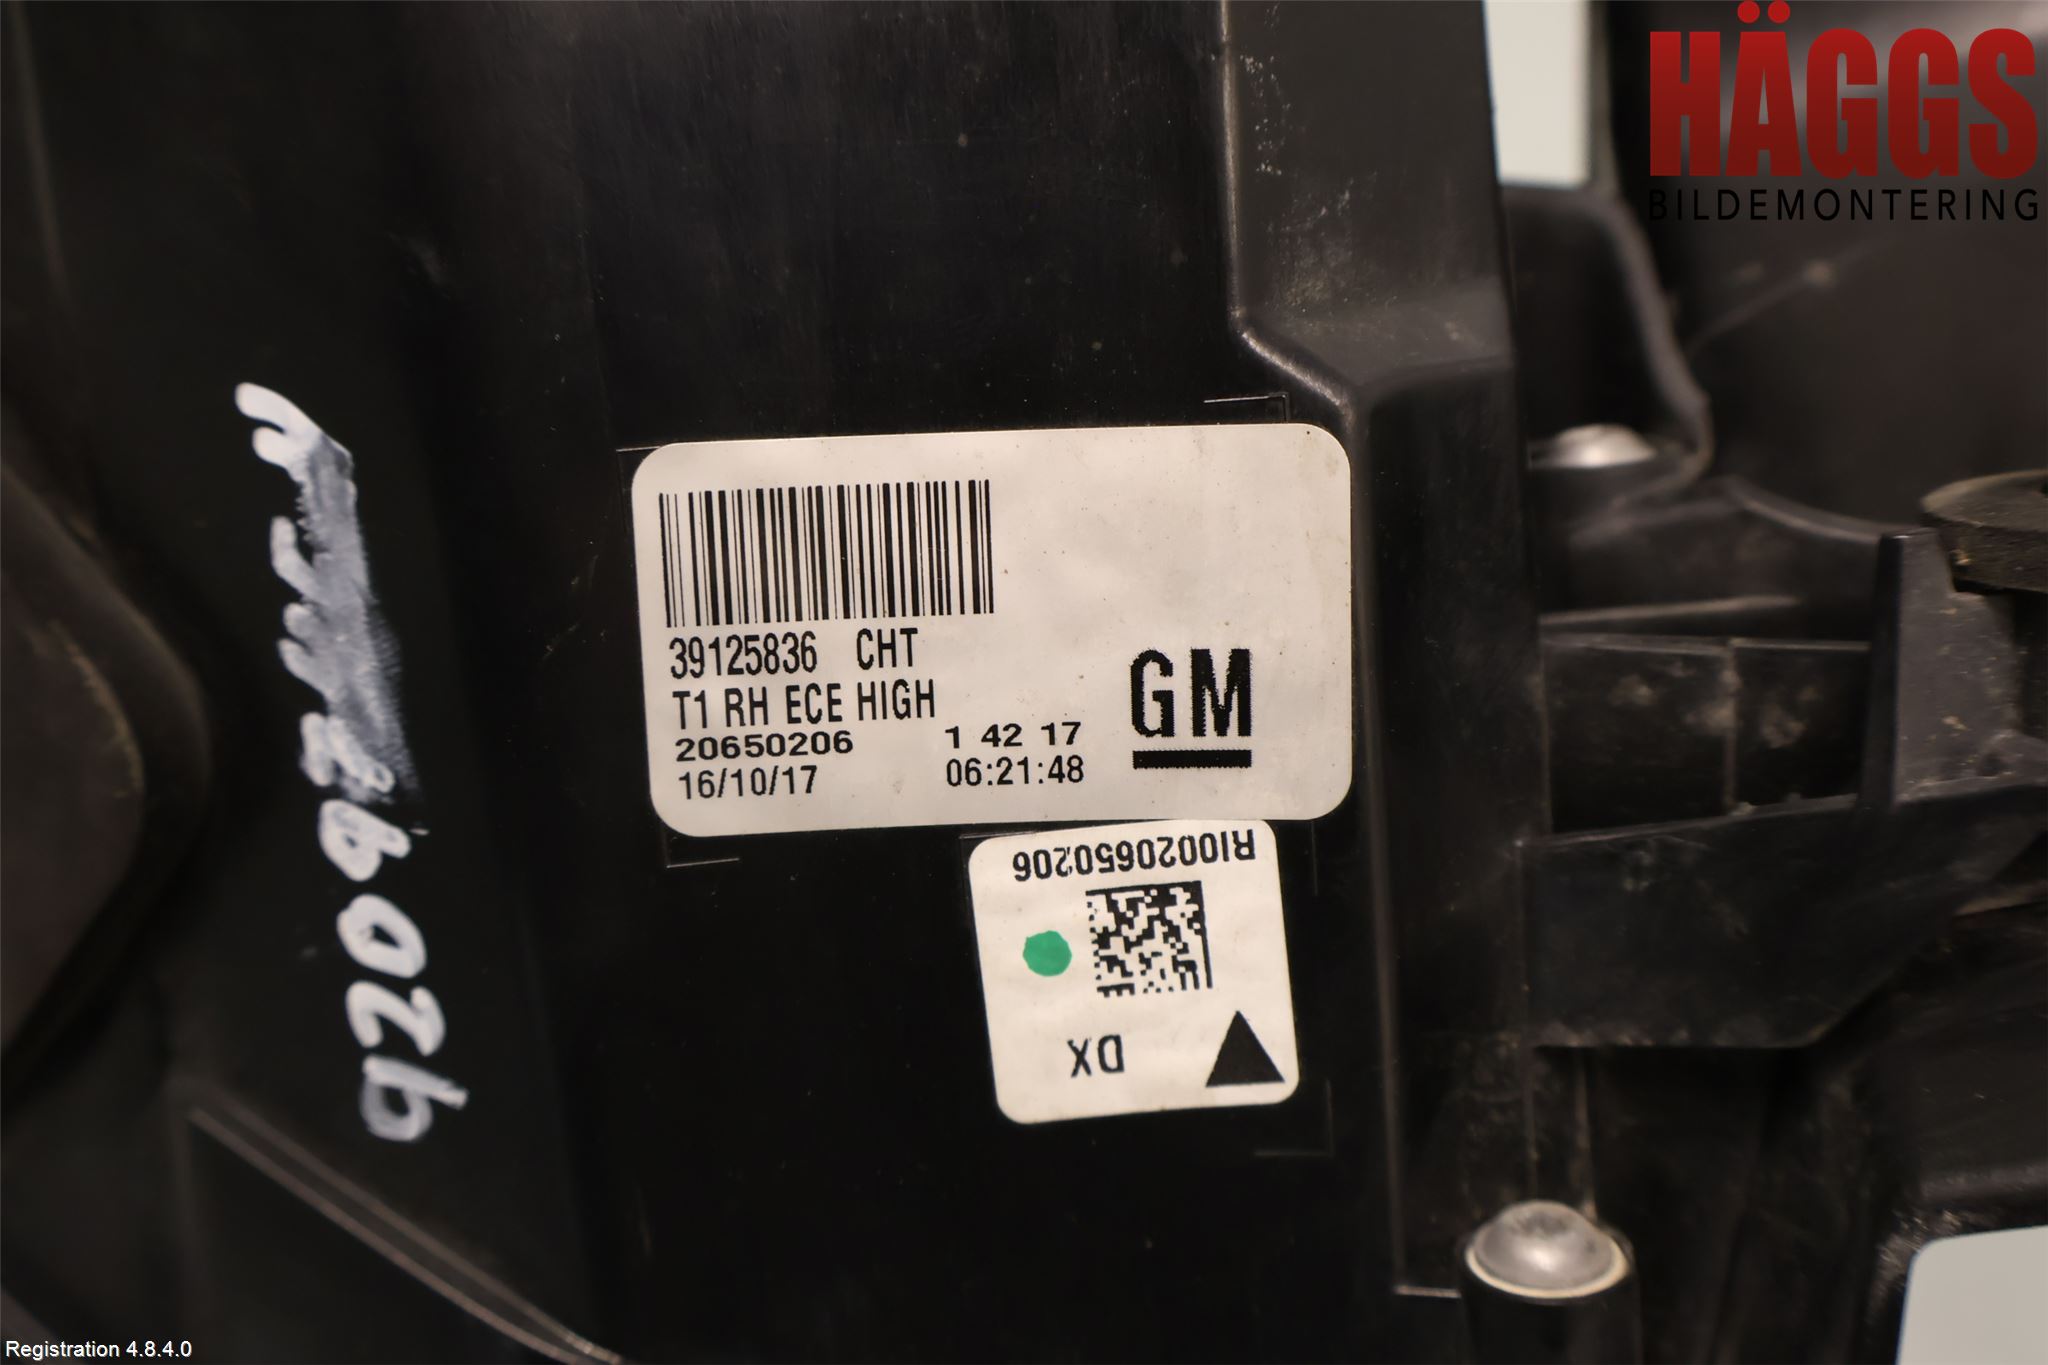 HÄGGS
BILDEMONTERING
39125836 CHT
T1 RH ECE HIGH
20650206 1 42 17
16/10/17 06:21:48
GM
RI0020650206
DX
Registration 4.8.4.0